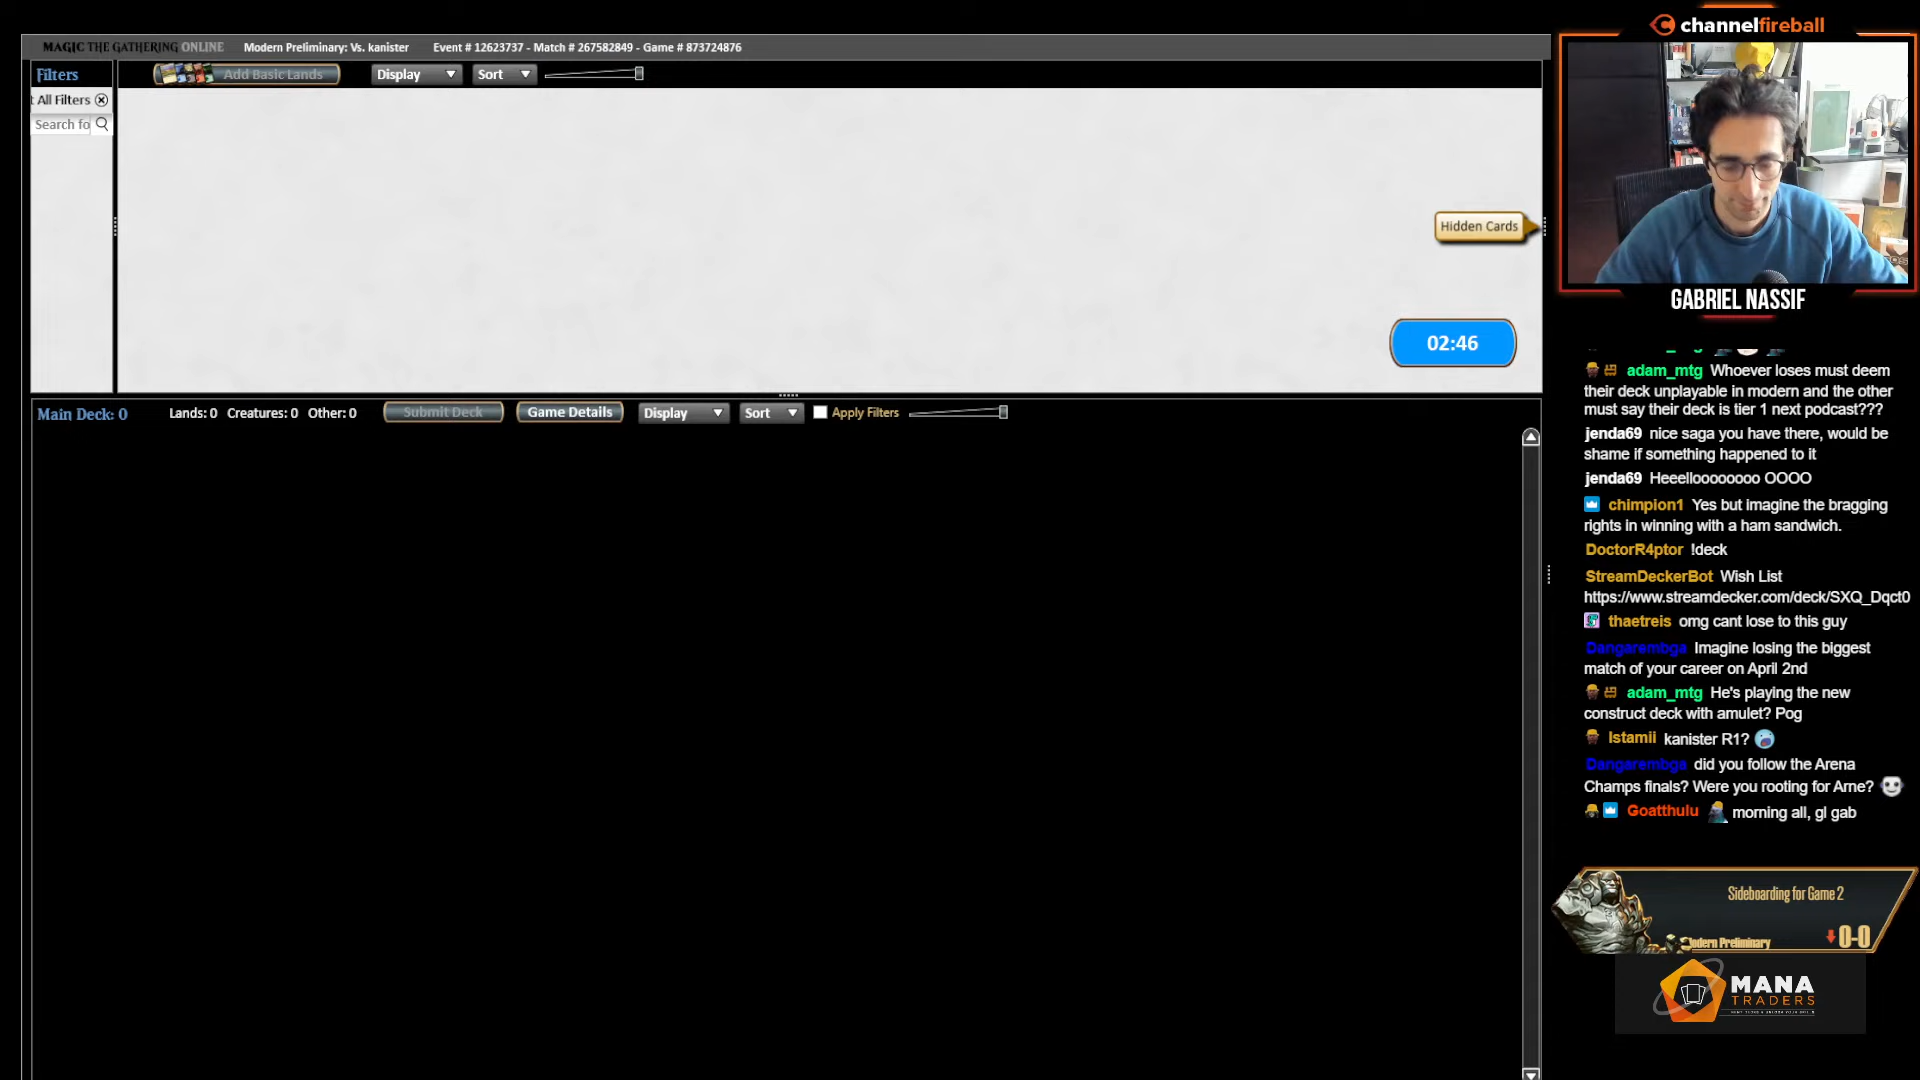 channelfireball
MAGIC THE GATHERING ONLINE Modern Preliminary: Vs. kanister Event # 12623737 - Match # 267582849 - Game # 873724876
Filters Add Basic Lands Display Sort
t All Filters
Search fo
Hidden Cards
GABRIEL NASSIF
02:46
Main Deck: 0 Lands: 0 Creatures: 0 Other: 0 Submit Deck Game Details Display Sort Apply Filters
adam_mtg Whoever loses must deem
their deck unplayable in modern and the other
must say their deck is tier 1 next podcast???
jenda69 nice saga you have there, would be
shame if something happened to it
jenda69 Heeellooooooo OOOO
chimpion1 Yes but imagine the bragging
rights in winning with a ham sandwich.
DoctorR4ptor !deck
StreamDeckerBot Wish List
https://www.streamdecker.com/deck/SXQ_Dqct0
thaetreis omg cant lose to this guy
Dangarembga Imagine losing the biggest
match of your career on April 2nd
adam_mtg He's playing the new
construct deck with amulet? Pog
Istamii kanister R1?
Dangarembga did you follow the Arena
Champs finals? Were you rooting for Arne?
Goatthulu morning all, gl gab
Sideboarding for Game 2
Modern Preliminary 0-0
MANA
TRADERS